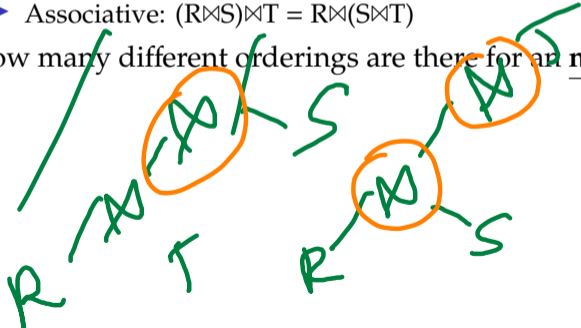 Associative: (R⋈S)⋈T = R⋈(S⋈T)
ow many different orderings are there for an
⋈ S ⋈
⋈ ⋈
R T R S